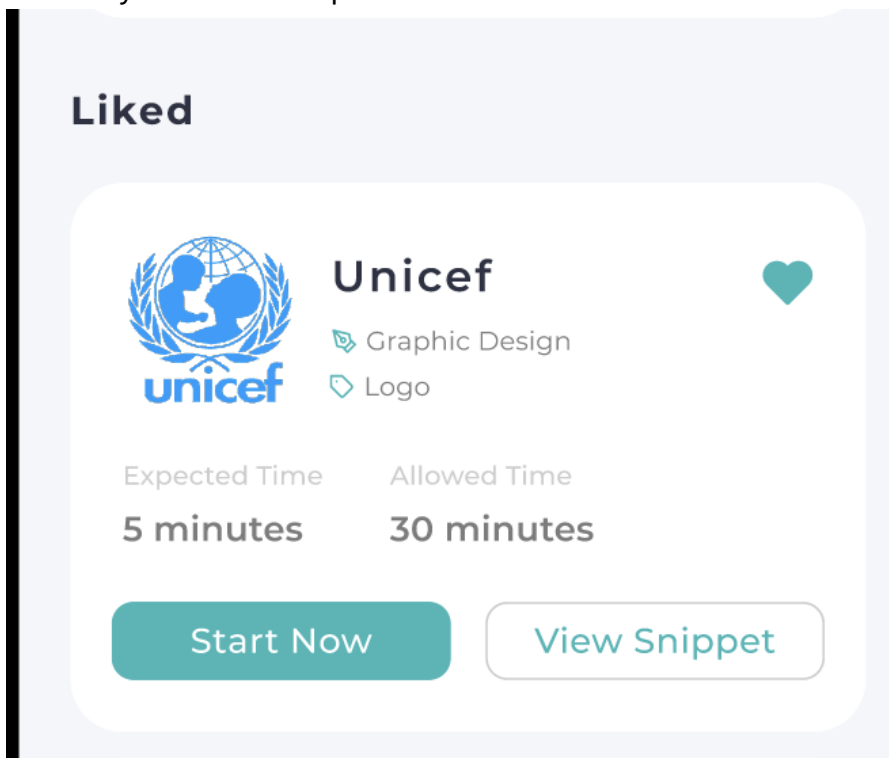 Liked
Unicef
Graphic Design
Logo
unicef
Expected Time Allowed Time
5 minutes 30 minutes
Start Now View Snippet